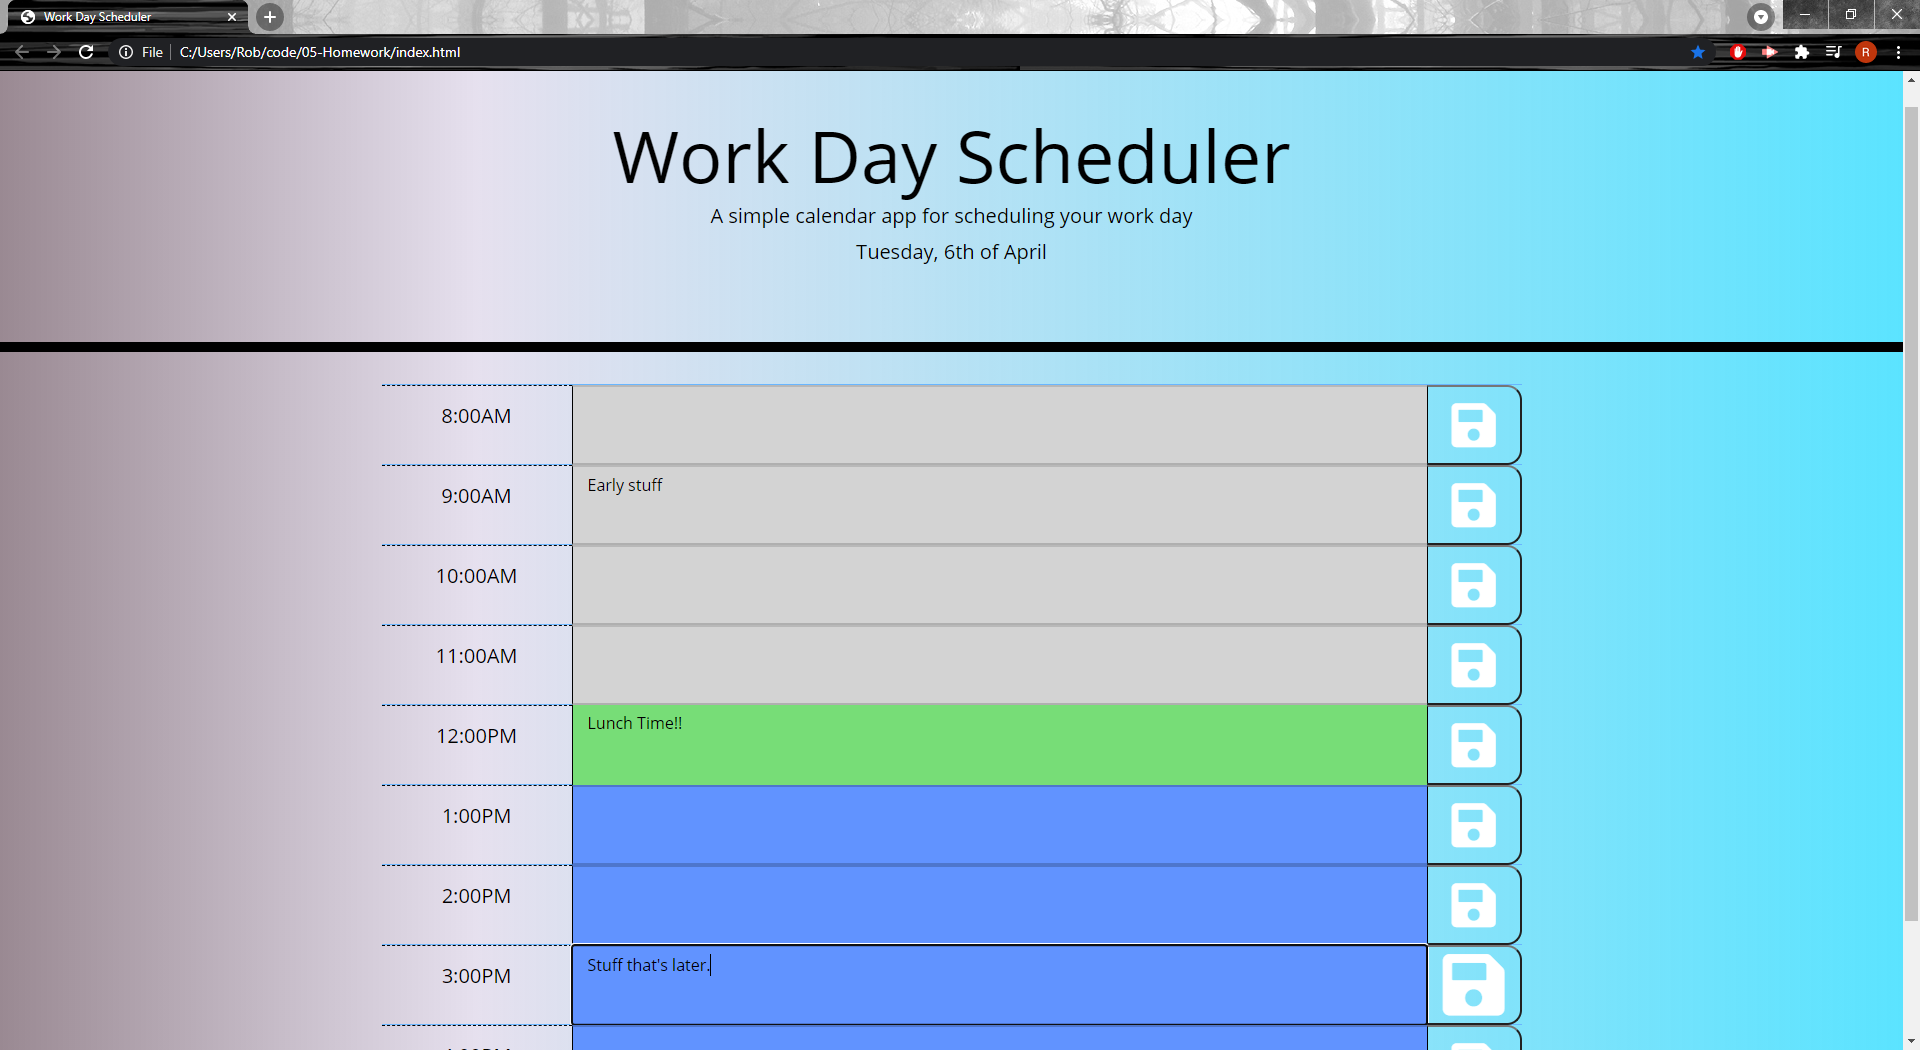 Work Day Scheduler
File C:/Users/Rob/code/05-Homework/index.html
R
Work Day Scheduler
A simple calendar app for scheduling your work day
Tuesday, 6th of April
8:00AM
9:00AM Early stuff
10:00AM
11:00AM
12:00PM Lunch Time!!
1:00PM
2:00PM
3:00PM Stuff that's later.